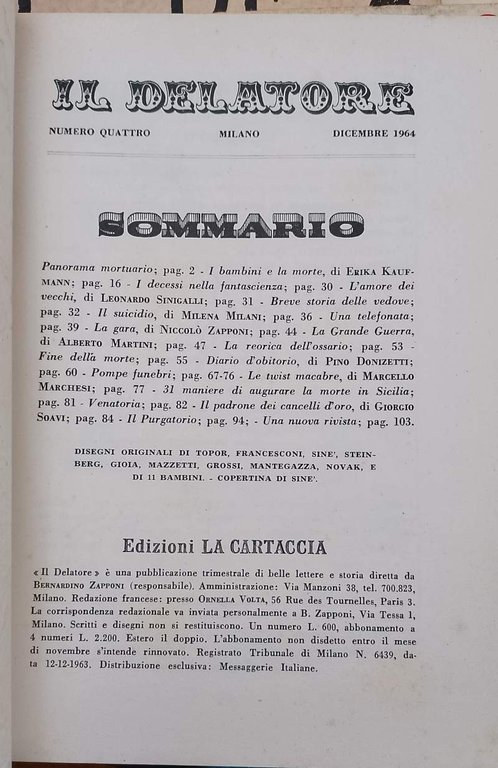 IL DELATORE
NUMERO QUATTRO MILANO DICEMBRE 1964
SOMMARIO
Panorama mortuario; pag. 2 - I bambini e la morte, di ERIKA KAUF-
MANN; pag. 16 - I decessi nella fantascienza; pag. 30 - L'amore dei
vecchi, di LEONARDO SINIGALLI; pag. 31 - Breve storia delle vedove;
pag. 32 - Il suicidio, di MILENA MILANI; pag. 36 - Una telefonata;
pag. 39 - La gara, di NICCOLÒ ZAPPONI; pag. 44 - La Grande Guerra,
di ALBERTO MARTINI; pag. 47 - La reorica dell'ossario; pag. 53 -
Fine della morte; pag. 55 - Diario d'obitorio, di PINO DONIZETTI;
pag. 60 - Pompe funebri; pag. 67-76 - Le twist macabre, di MARCELLO
MARCHESI; pag. 77 - 31 maniere di augurare la morte in Sicilia;
pag. 81 - Venatoria; pag. 82 - Il padrone dei cancelli d'oro, di GIORGIO
SOAVI; pag. 84 - Il Purgatorio; pag. 94; - Una nuova rivista; pag. 103.
DISEGNI ORIGINALI DI TOPOR, FRANCESCONI, SINE', STEIN-
BERG, GIOIA, MAZZETTI, GROSSI, MANTEGAZZA, NOVAK, E
DI 11 BAMBINI. - COPERTINA DI SINE'.
Edizioni LA CARTACCIA
« Il Delatore » è una pubblicazione trimestrale di belle lettere e storia diretta da
BERNARDINO ZAPPONI (responsabile). Amministrazione: Via Manzoni 38, tel. 700.823,
Milano. Redazione francese: presso ORNELLA VOLTA, 56 Rue des Tournelles, Paris 3.
La corrispondenza redazionale va inviata personalmente a B. Zapponi, Via Tessa 1,
Milano. Scritti e disegni non si restituiscono. Un numero L. 600, abbonamento a
4 numeri L. 2.200. Estero il doppio. L'abbonamento non disdetto entro il mese
di novembre s'intende rinnovato. Registrato Tribunale di Milano N. 6439, da-
ta 12-12-1963. Distribuzione esclusiva: Messaggerie Italiane.